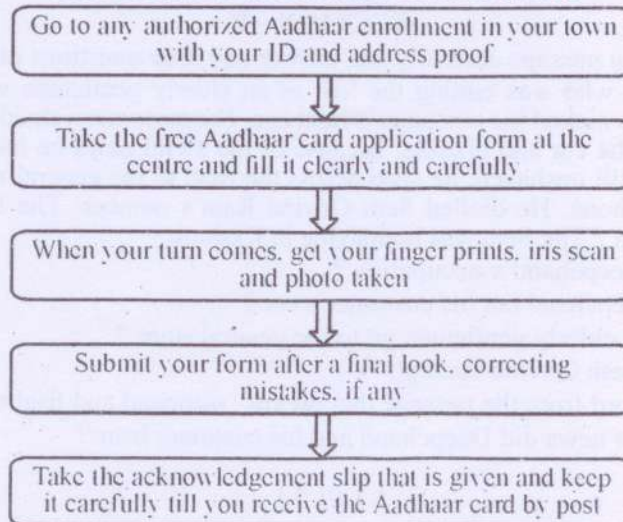 Go to any authorized Aadhaar enrollment in your town
with your ID and address proof
Take the free Aadhaar card application form at the
centre and fill it clearly and carefully
When your turn comes, get your finger prints, iris scan
and photo taken
Submit your form after a final look, correcting
mistakes, if any
Take the acknowledgement slip that is given and keep
it carefully till you receive the Aadhaar card by post